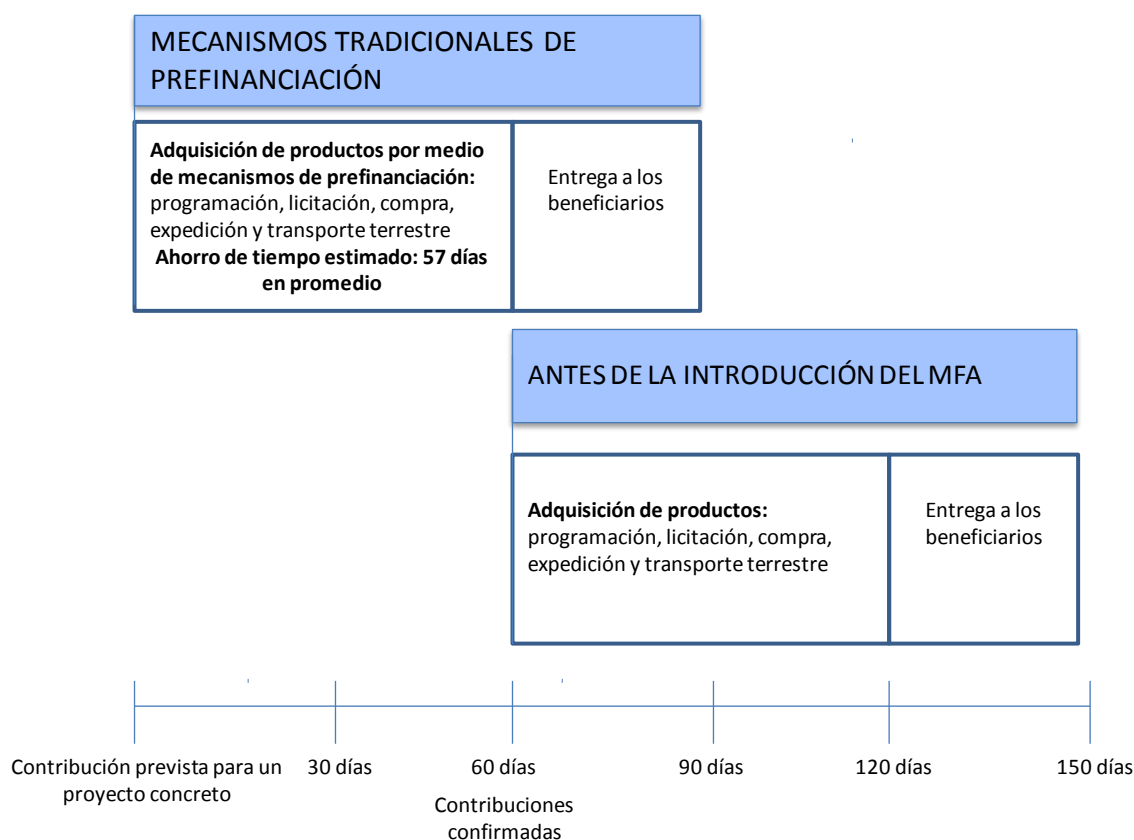 MECANISMOS TRADICIONALES DE
PREFINANCIACIÓN
Adquisición de productos por medio
de mecanismos de prefinanciación:
programación, licitación, compra,
expedición y transporte terrestre
Ahorro de tiempo estimado: 57 días
en promedio
Entrega a los
beneficiarios
ANTES DE LA INTRODUCCIÓN DEL MFA
Adquisición de productos:
programación, licitación, compra,
expedición y transporte terrestre
Entrega a los
beneficiarios
Contribución prevista para un
proyecto concreto
30 días
60 días
90 días
120 días
150 días
Contribuciones
confirmadas